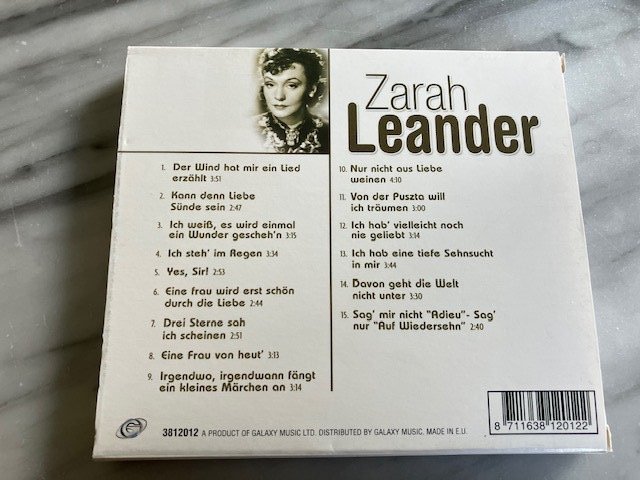 Zarah
Leander
1. Der Wind hat mir ein Lied
erzählt 3:51
2. Kann denn Liebe
Sünde sein 2:47
3. Ich weiß, es wird einmal
ein Wunder gescheh'n 3:15
4. Ich steh' im Regen 3:34
5. Yes, Sir! 2:53
6. Eine frau wird erst schön
durch die Liebe 2:44
7. Drei Sterne sah
ich scheinen 2:51
8. Eine Frau von heut' 3:13
9. Irgendwo, irgendwann fängt
ein kleines Märchen an 3:14
10. Nur nicht aus Liebe
weinen 4:10
11. Von der Puszta will
ich träumen 3:00
12. Ich hab' vielleicht noch
nie geliebt 3:14
13. Ich hab eine tiefe Sehnsucht
in mir 3:44
14. Davon geht die Welt
nicht unter 3:30
15. Sag' mir nicht "Adieu"- Sag'
nur "Auf Wiedersehn" 2:40
3812012 A PRODUCT OF GALAXY MUSIC LTD. DISTRIBUTED BY GALAXY MUSIC. MADE IN E.U.
8 711638 120122